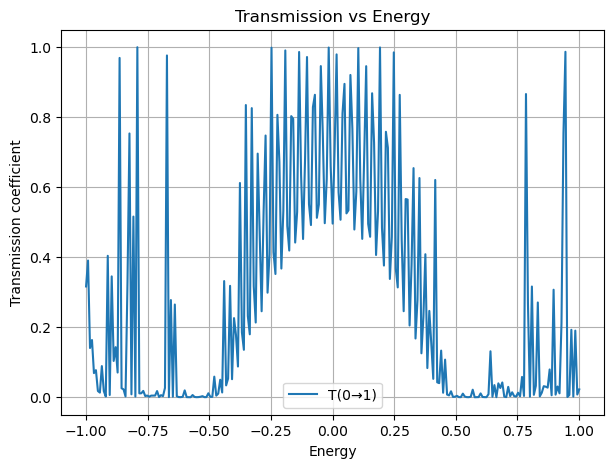 Transmission vs Energy
Transmission coefficient
1.0
0.8
0.6
0.4
0.2
0.0
T(0→1)
−1.00 −0.75 −0.50 −0.25 0.00 0.25 0.50 0.75 1.00
Energy